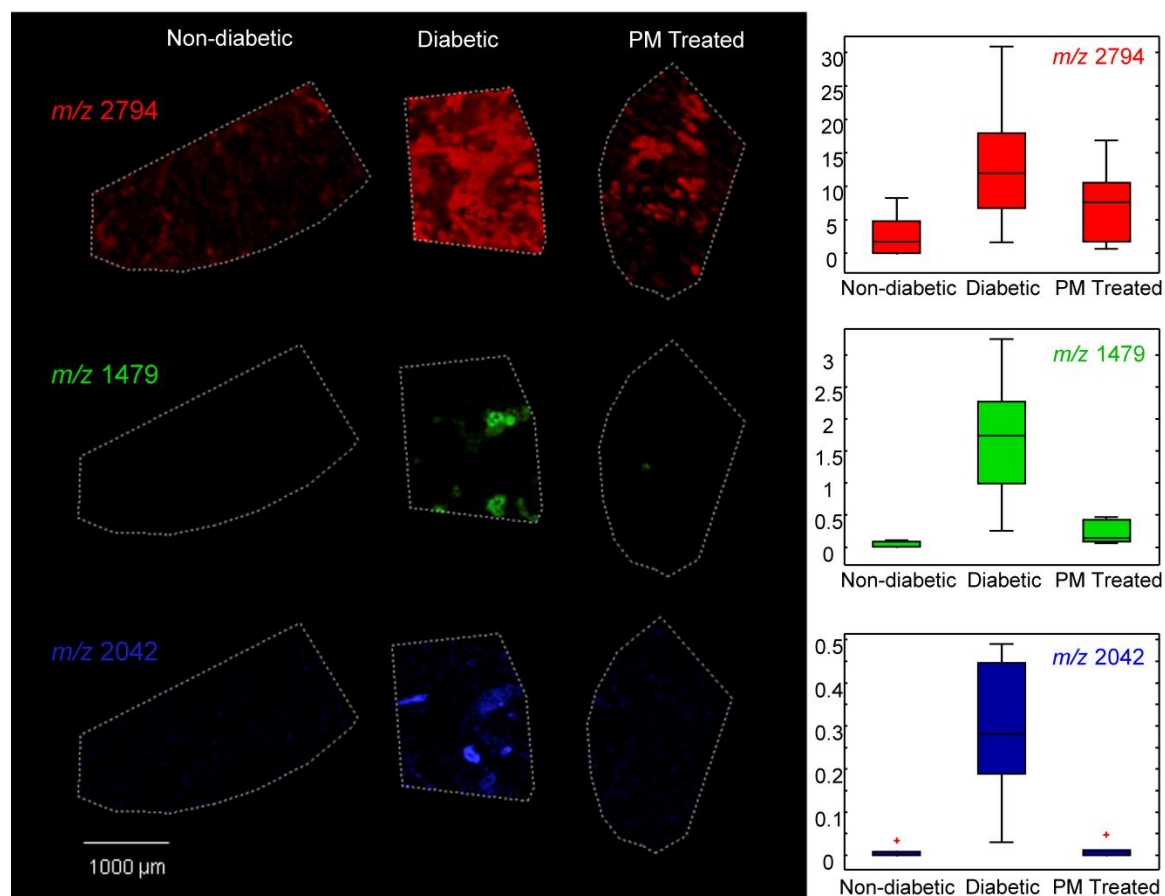 Non-diabetic Diabetic PM Treated
m/z 2794
m/z 1479
m/z 2042
1000 µm
m/z 2794
30
25
20
15
10
5
0
Non-diabetic Diabetic PM Treated
m/z 1479
3
2.5
2
1.5
1
0.5
0
Non-diabetic Diabetic PM Treated
m/z 2042
0.5
0.4
0.3
0.2
0.1
0
Non-diabetic Diabetic PM Treated